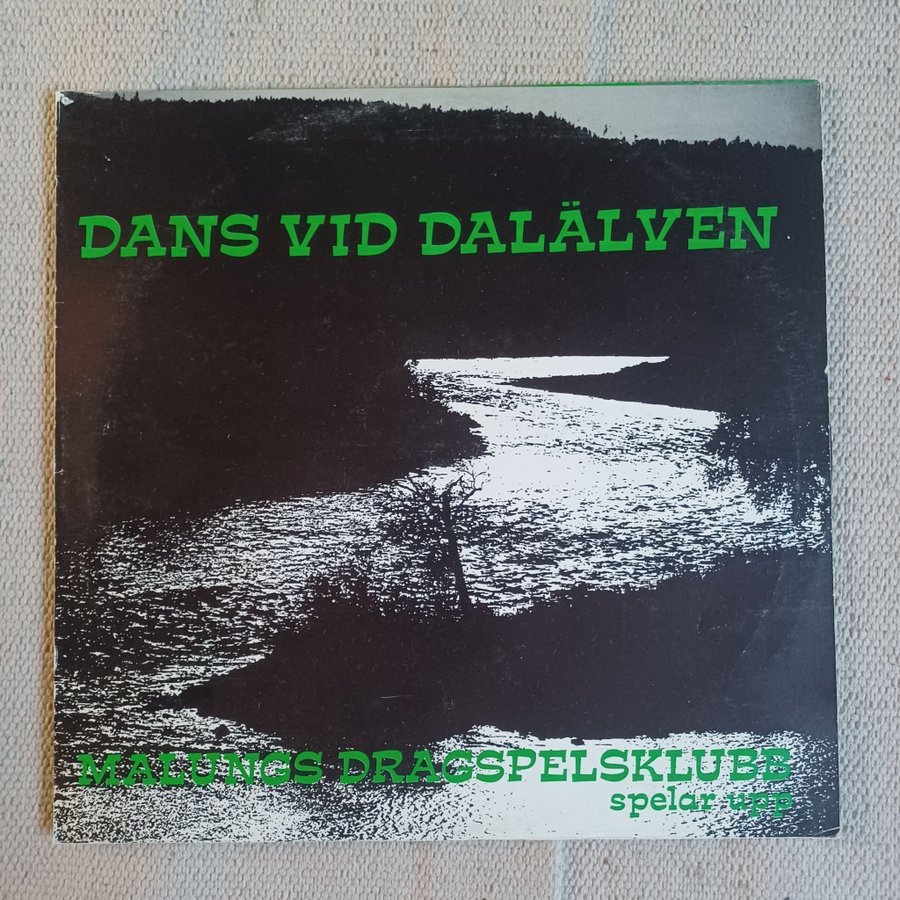 DANS VID DALÄLVEN
MALUNGS DRAGSPELSKLUBB
spelar upp